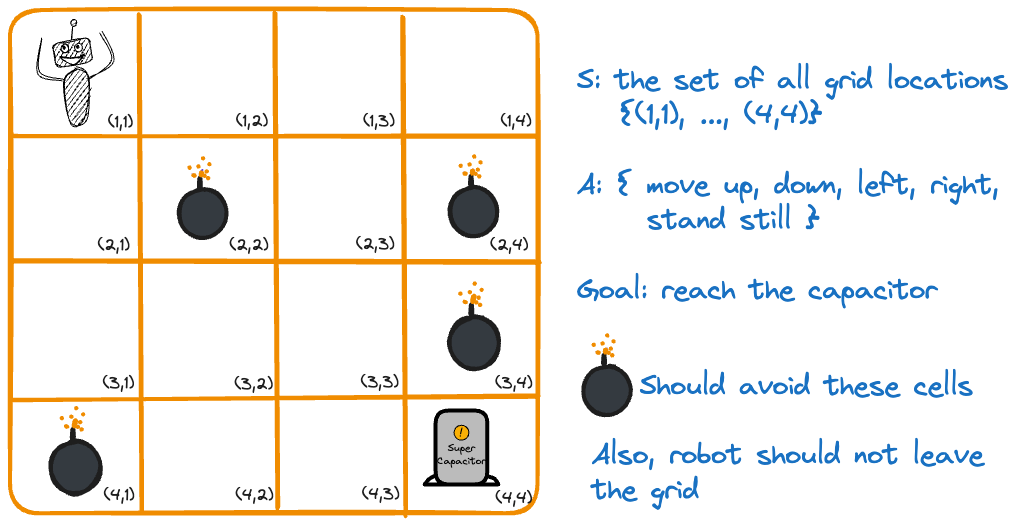 (1,1)
(1,2)
(1,3)
(1,4)
(2,1)
(2,2)
(2,3)
(2,4)
(3,1)
(3,2)
(3,3)
(3,4)
(4,1)
(4,2)
(4,3)
!
Super
Capacitor
(4,4)
S: the set of all grid locations
{(1,1), ..., (4,4)}
A: { move up, down, left, right,
stand still }
Goal: reach the capacitor
Should avoid these cells
Also, robot should not leave
the grid